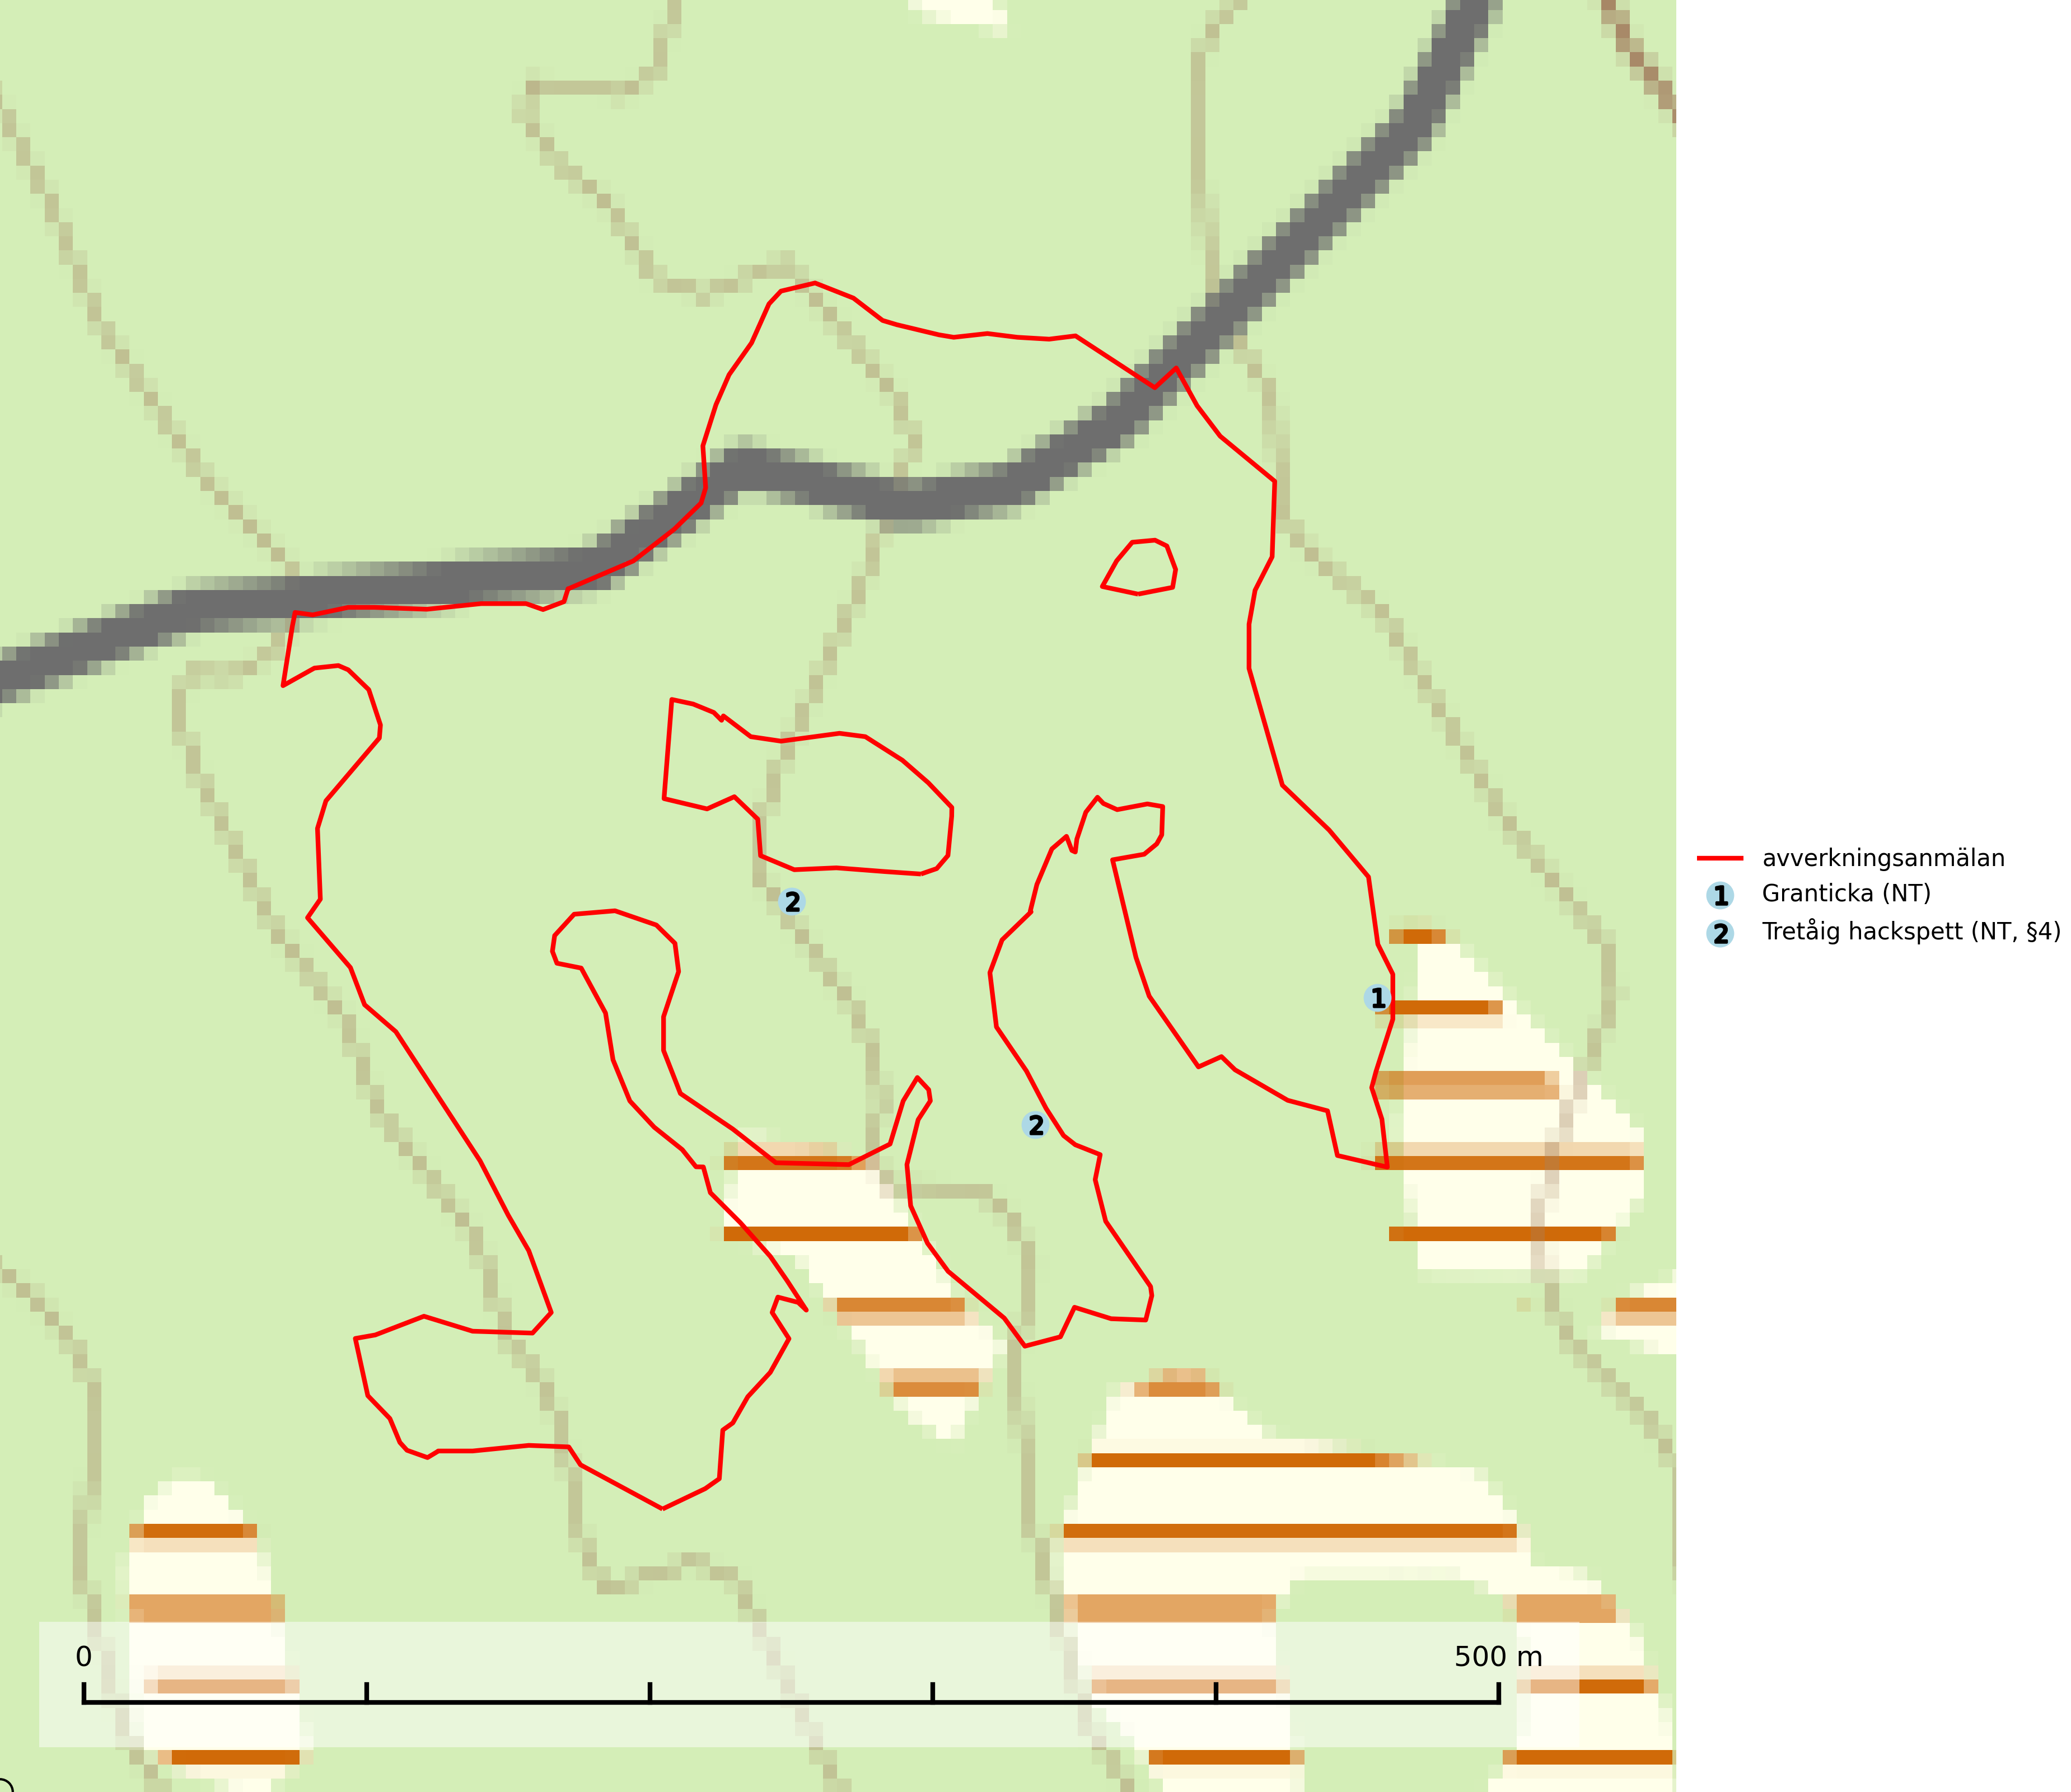 2
1
2
avverkningsanmälan
1 Granticka (NT)
2 Tretåig hackspett (NT, §4)
0 500 m